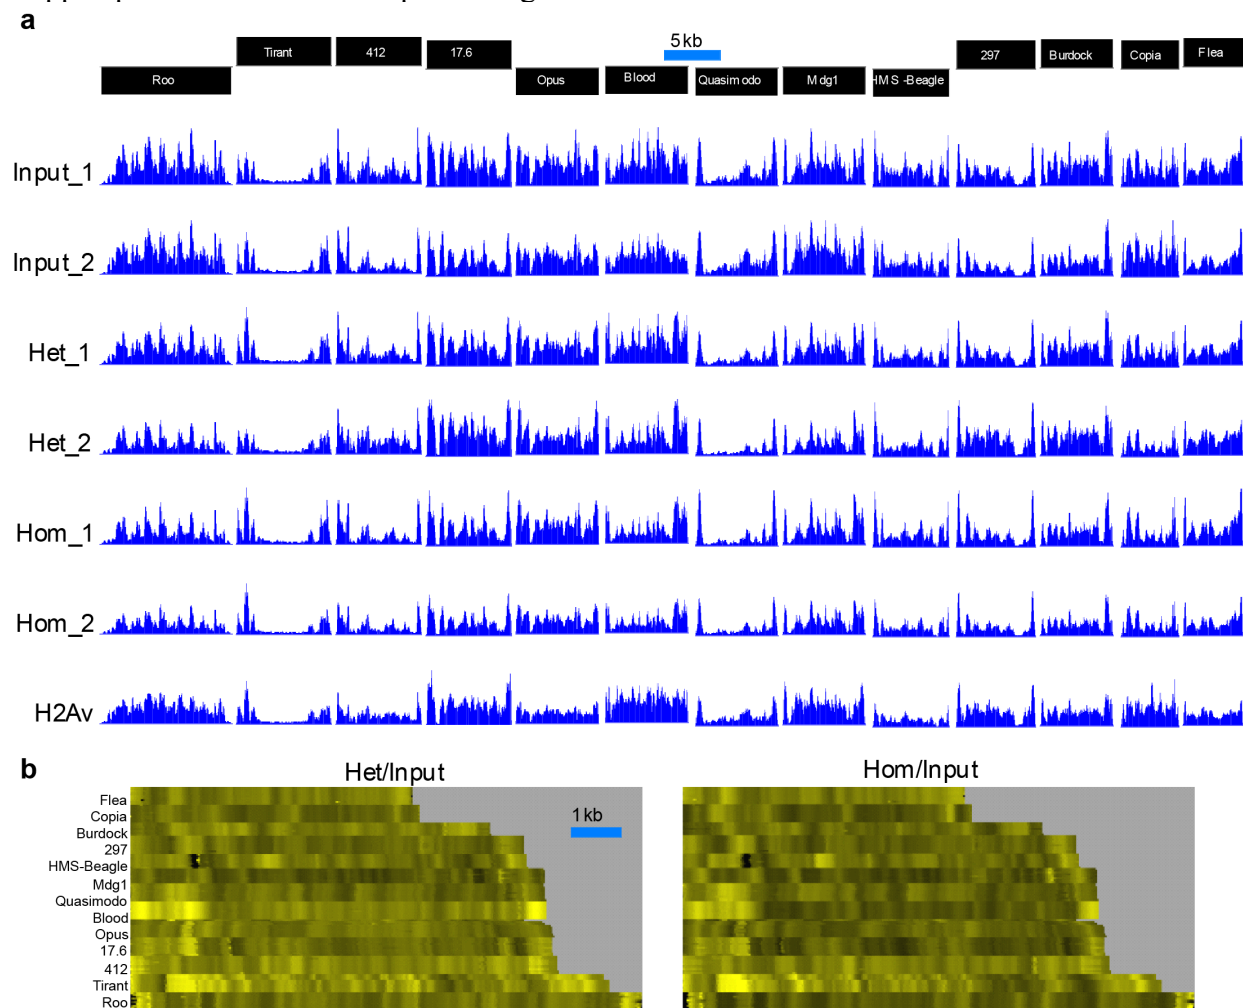 a
5 kb
Tirant 412 17.6 297 Burdock Copia Flea
Roo Opus Blood Quasimodo Mdg1 HMS-Beagle
Input_1
Input_2
Het_1
Het_2
Hom_1
Hom_2
H2Av
b
Het/Input Hom/Input
1 kb
Flea
Copia
Burdock
297
HMS-Beagle
Mdg1
Quasimodo
Blood
Opus
17.6
412
Tirant
Roo